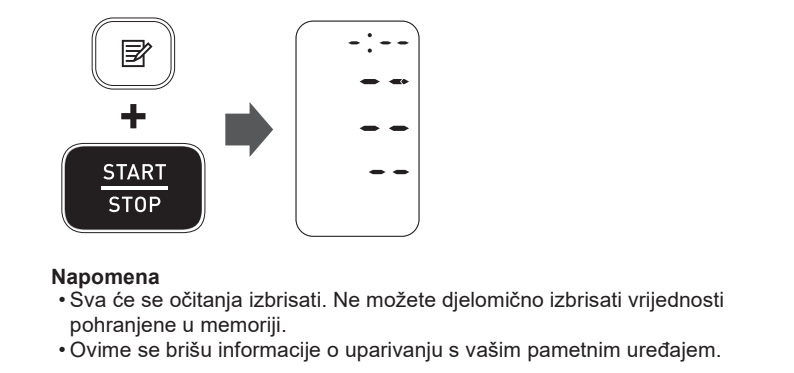 START
STOP
Napomena
• Sva će se očitanja izbrisati. Ne možete djelomično izbrisati vrijednosti
pohranjene u memoriji.
• Ovime se brišu informacije o uparivanju s vašim pametnim uređajem.